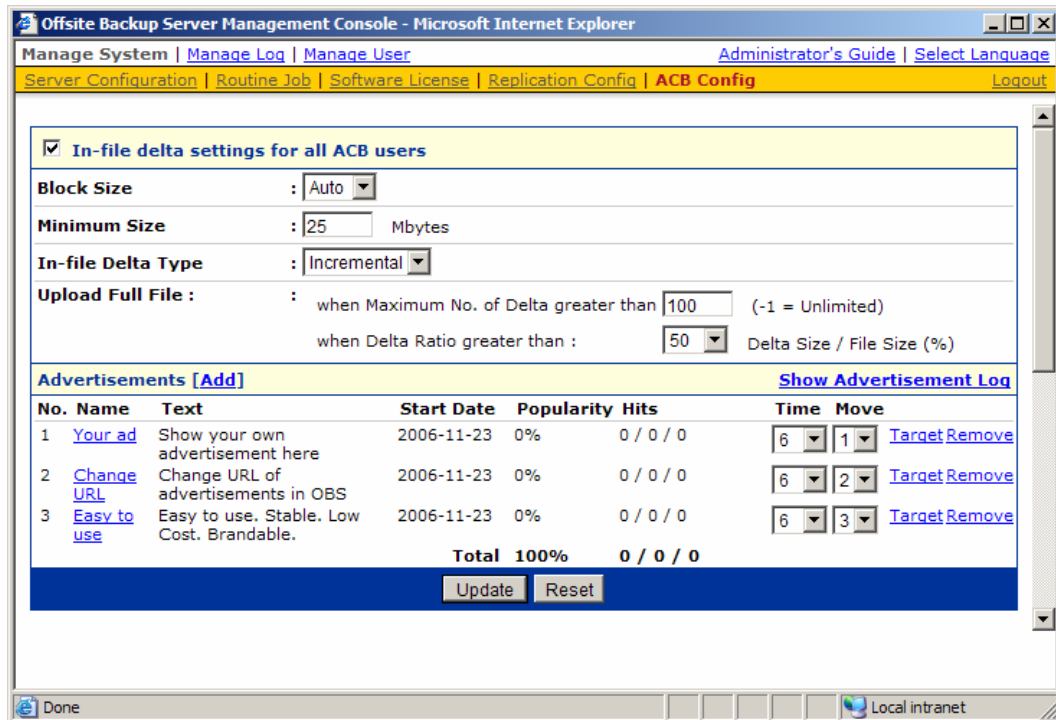 Offsite Backup Server Management Console - Microsoft Internet Explorer
Manage System | Manage Log | Manage User Administrator's Guide | Select Language
Server Configuration | Routine Job | Software License | Replication Config | ACB Config Logout
In-file delta settings for all ACB users
Block Size : Auto
Minimum Size : 25 Mbytes
In-file Delta Type : Incremental
Upload Full File : : when Maximum No. of Delta greater than 100 (-1 = Unlimited)
when Delta Ratio greater than : 50 Delta Size / File Size (%)
Advertisements [Add] Show Advertisement Log
No. Name Text Start Date Popularity Hits Time Move
1 Your ad Show your own 2006-11-23 0% 0 / 0 / 0 6 1 Target Remove
advertisement here
2 Change Change URL of 2006-11-23 0% 0 / 0 / 0 6 2 Target Remove
URL advertisements in OBS
3 Easy to Easy to use. Stable. Low 2006-11-23 0% 0 / 0 / 0 6 3 Target Remove
use Cost. Brandable.
Total 100% 0 / 0 / 0
Update Reset
Done Local intranet